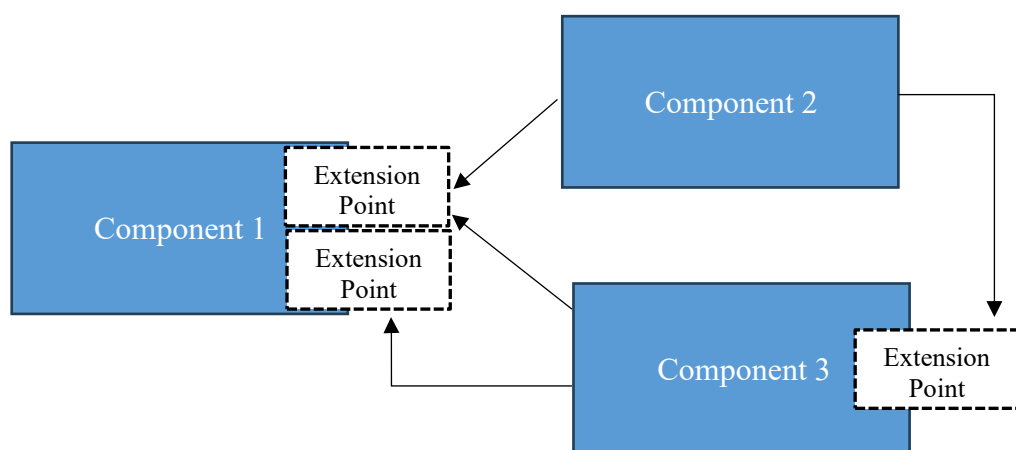 Component 2
Extension
Point
Component 1
Extension
Point
Component 3
Extension
Point